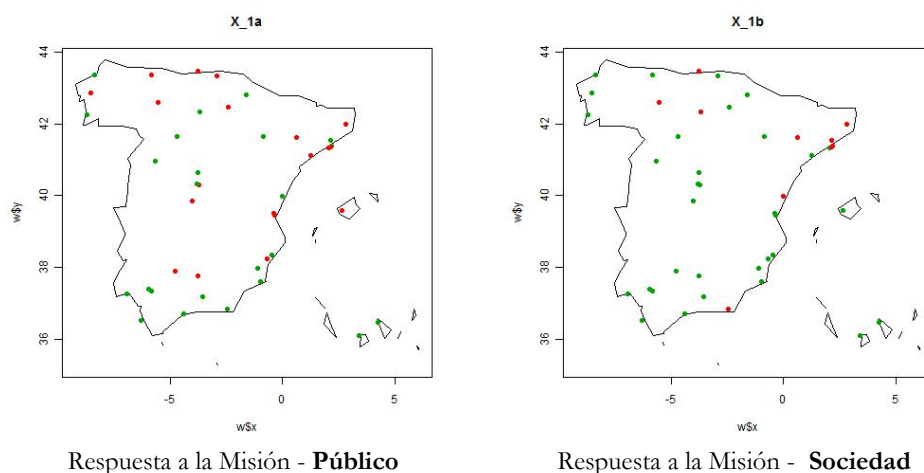 X_1a
44
42
40
38
36
w$y
-5
0
5
w$x
Respuesta a la Misión - Público
X_1b
44
42
40
38
36
w$y
-5
0
5
w$x
Respuesta a la Misión - Sociedad